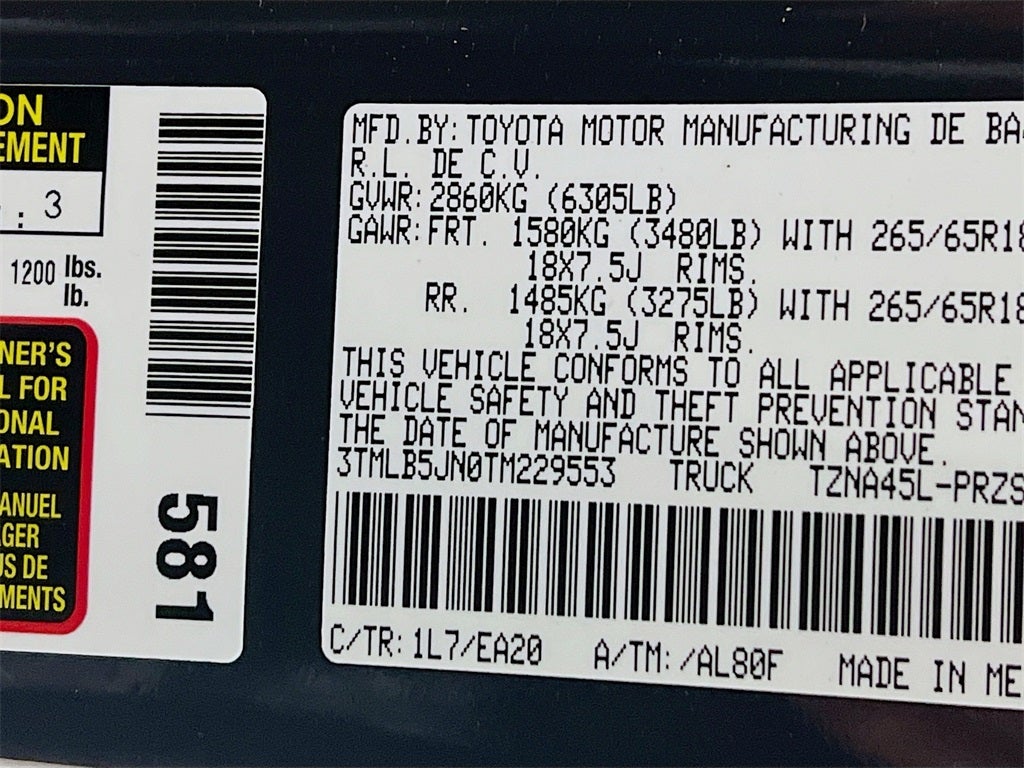 ON
EMENT
: 3
1200 lbs.
lb.
NER'S
L FOR
ONAL
ATION
ANUEL
GER
US DE
MENTS
581
MFD.BY:TOYOTA MOTOR MANUFACTURING DE BA
R.L. DE C.V.
GVWR:2860KG (6305LB)
GAWR:FRT. 1580KG (3480LB) WITH 265/65R18
18X7.5J RIMS.
RR. 1485KG (3275LB) WITH 265/65R18
18X7.5J RIMS.
THIS VEHICLE CONFORMS TO ALL APPLICABLE
VEHICLE SAFETY AND THEFT PREVENTION STAN
THE DATE OF MANUFACTURE SHOWN ABOVE.
3TMLB5JN0TM229553 TRUCK TZNA45L-PRZS
C/TR:1L7/EA20 A/TM:/AL80F MADE IN ME